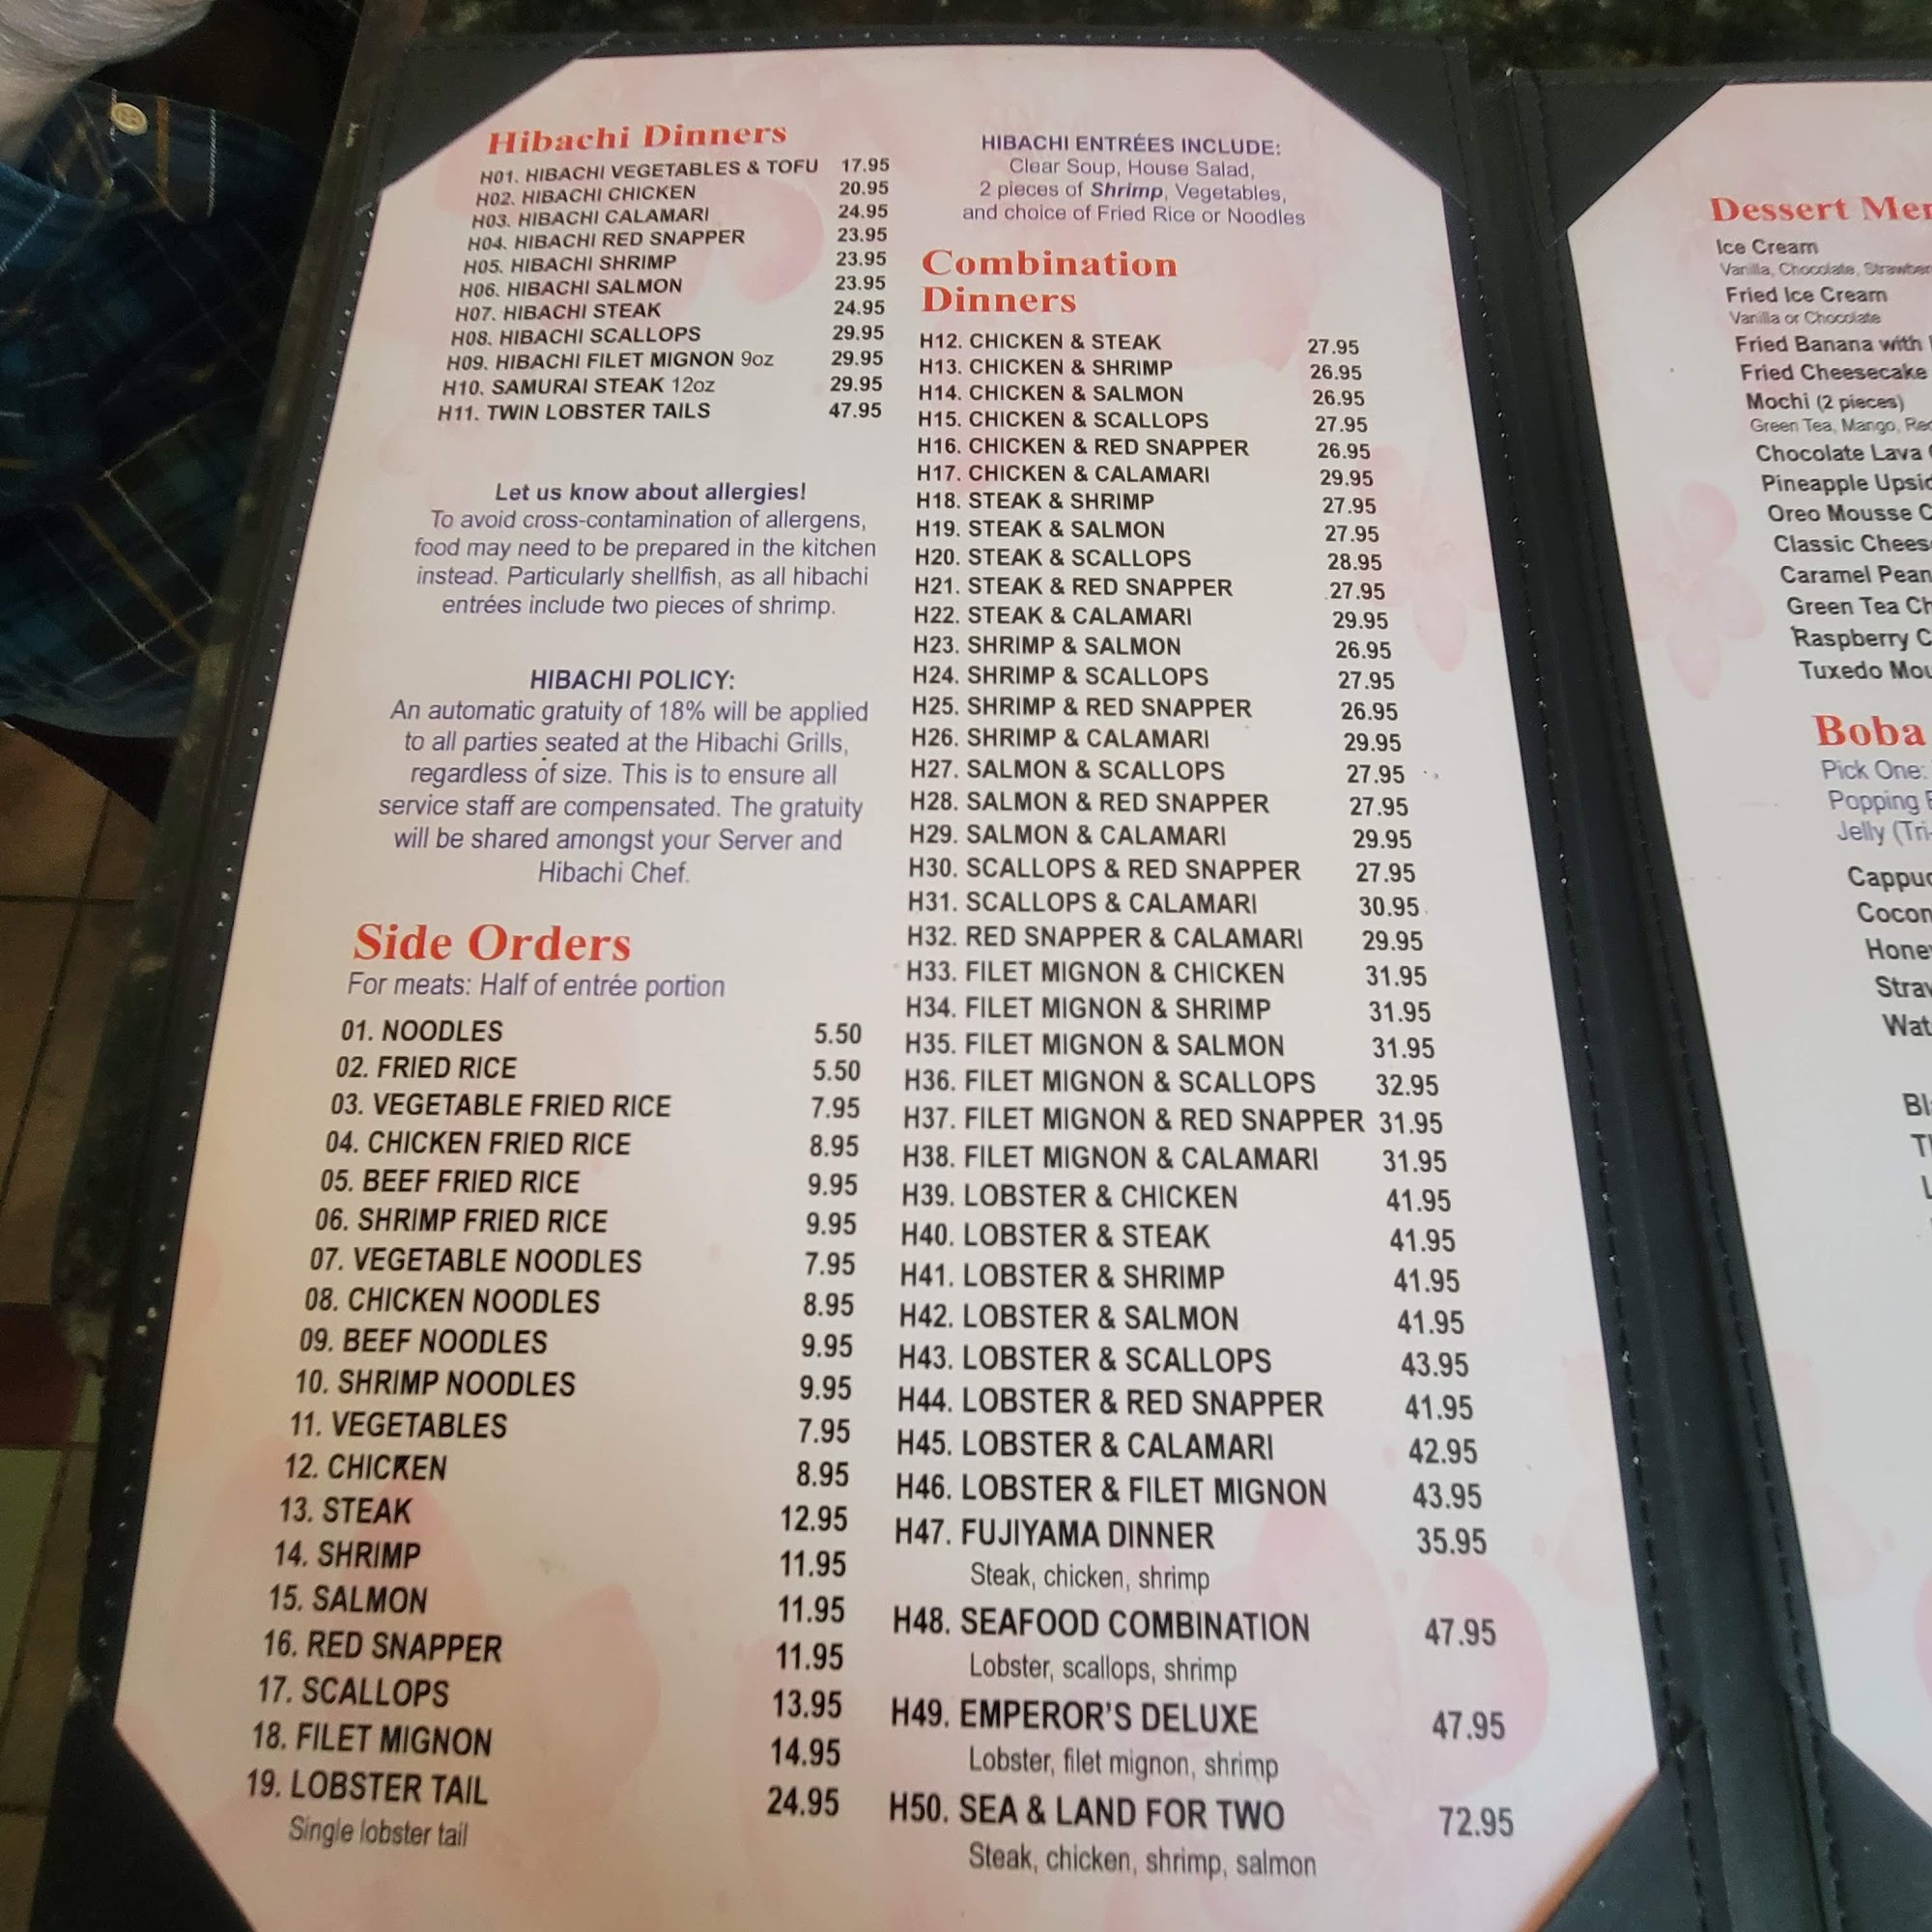 Hibachi Dinners
H01. HIBACHI VEGETABLES & TOFU 17.95
H02. HIBACHI CHICKEN 20.95
H03. HIBACHI CALAMARI 24.95
H04. HIBACHI RED SNAPPER 23.95
H05. HIBACHI SHRIMP 23.95
H06. HIBACHI SALMON 23.95
H07. HIBACHI STEAK 24.95
H08. HIBACHI SCALLOPS 29.95
H09. HIBACHI FILET MIGNON 9oz 29.95
H10. SAMURAI STEAK 12oz 29.95
H11. TWIN LOBSTER TAILS 47.95
Let us know about allergies!
To avoid cross-contamination of allergens,
food may need to be prepared in the kitchen
instead. Particularly shellfish, as all hibachi
entrées include two pieces of shrimp.
HIBACHI POLICY:
An automatic gratuity of 18% will be applied
to all parties seated at the Hibachi Grills,
regardless of size. This is to ensure all
service staff are compensated. The gratuity
will be shared amongst your Server and
Hibachi Chef.
Side Orders
For meats: Half of entrée portion
01. NOODLES 5.50
02. FRIED RICE 5.50
03. VEGETABLE FRIED RICE 7.95
04. CHICKEN FRIED RICE 8.95
05. BEEF FRIED RICE 9.95
06. SHRIMP FRIED RICE 9.95
07. VEGETABLE NOODLES 7.95
08. CHICKEN NOODLES 8.95
09. BEEF NOODLES 9.95
10. SHRIMP NOODLES 9.95
11. VEGETABLES 7.95
12. CHICKEN 8.95
13. STEAK 12.95
14. SHRIMP 11.95
15. SALMON 11.95
16. RED SNAPPER 11.95
17. SCALLOPS 13.95
18. FILET MIGNON 14.95
19. LOBSTER TAIL 24.95
Single lobster tail
HIBACHI ENTRÉES INCLUDE:
Clear Soup, House Salad,
2 pieces of Shrimp, Vegetables,
and choice of Fried Rice or Noodles
Combination
Dinners
H12. CHICKEN & STEAK 27.95
H13. CHICKEN & SHRIMP 26.95
H14. CHICKEN & SALMON 26.95
H15. CHICKEN & SCALLOPS 27.95
H16. CHICKEN & RED SNAPPER 26.95
H17. CHICKEN & CALAMARI 29.95
H18. STEAK & SHRIMP 27.95
H19. STEAK & SALMON 27.95
H20. STEAK & SCALLOPS 28.95
H21. STEAK & RED SNAPPER 27.95
H22. STEAK & CALAMARI 29.95
H23. SHRIMP & SALMON 26.95
H24. SHRIMP & SCALLOPS 27.95
H25. SHRIMP & RED SNAPPER 26.95
H26. SHRIMP & CALAMARI 29.95
H27. SALMON & SCALLOPS 27.95
H28. SALMON & RED SNAPPER 27.95
H29. SALMON & CALAMARI 29.95
H30. SCALLOPS & RED SNAPPER 27.95
H31. SCALLOPS & CALAMARI 30.95
H32. RED SNAPPER & CALAMARI 29.95
H33. FILET MIGNON & CHICKEN 31.95
H34. FILET MIGNON & SHRIMP 31.95
H35. FILET MIGNON & SALMON 31.95
H36. FILET MIGNON & SCALLOPS 32.95
H37. FILET MIGNON & RED SNAPPER 31.95
H38. FILET MIGNON & CALAMARI 31.95
H39. LOBSTER & CHICKEN 41.95
H40. LOBSTER & STEAK 41.95
H41. LOBSTER & SHRIMP 41.95
H42. LOBSTER & SALMON 41.95
H43. LOBSTER & SCALLOPS 43.95
H44. LOBSTER & RED SNAPPER 41.95
H45. LOBSTER & CALAMARI 42.95
H46. LOBSTER & FILET MIGNON 43.95
H47. FUJIYAMA DINNER 35.95
Steak, chicken, shrimp
H48. SEAFOOD COMBINATION 47.95
Lobster, scallops, shrimp
H49. EMPEROR'S DELUXE 47.95
Lobster, filet mignon, shrimp
H50. SEA & LAND FOR TWO 72.95
Steak, chicken, shrimp, salmon
Dessert
Ice Cream
Vanilla, Chocolate,
Fried Ice Cream
Vanilla or Chocolate
Fried Banana with
Fried Cheesecake
Mochi (2 pieces)
Green Tea, Mango,
Chocolate Lava
Pineapple
Oreo Mousse
Classic
Caramel
Green Tea
Raspberry
Tuxedo
Boba
Pick One:
Popping
Jelly